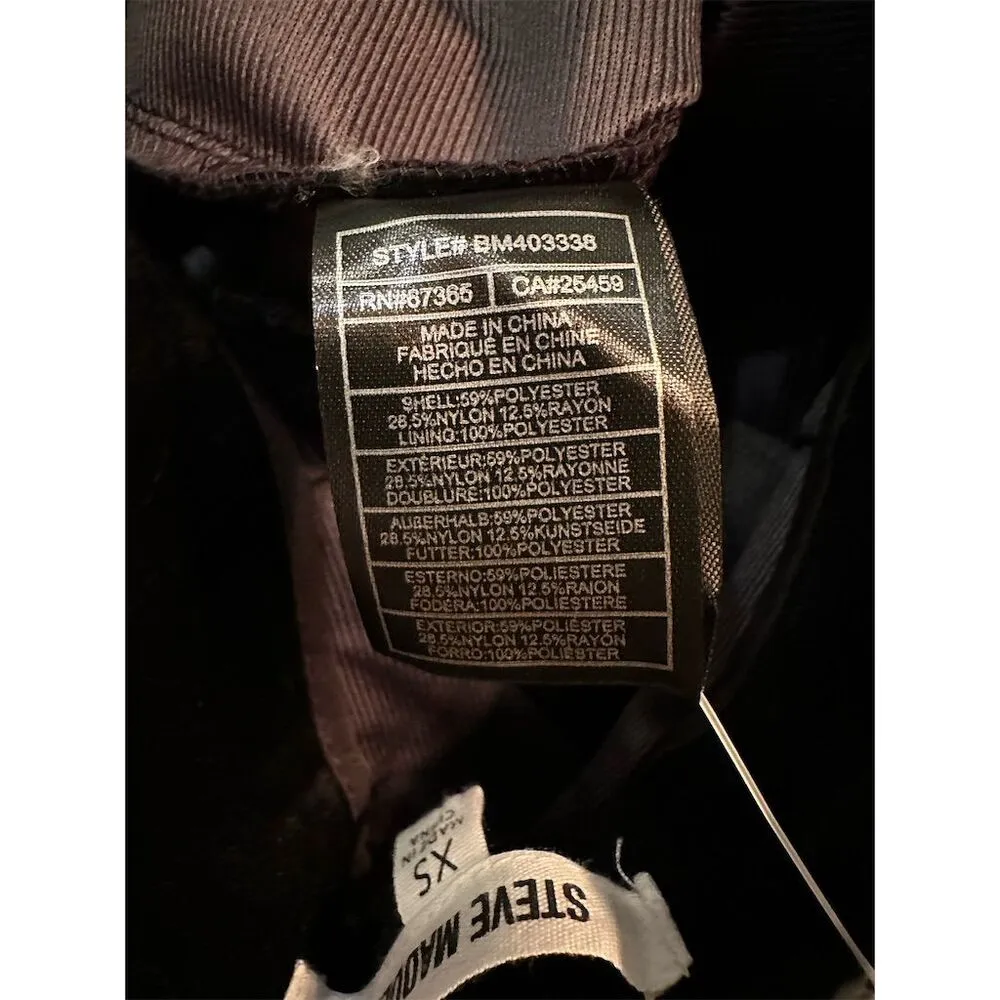 STYLE# BM403338
RN#67365 CA#25459
MADE IN CHINA
FABRIQUÉ EN CHINE
HECHO EN CHINA
SHELL:59%POLYESTER
28.5%NYLON 12.5%RAYON
LINING:100%POLYESTER
EXTÉRIEUR:59%POLYESTER
28.5%NYLON 12.5%RAYONNE
DOUBLURE:100%POLYESTER
AUßERHALB:59%POLYESTER
28.5%NYLON 12.5%KUNSTSEIDE
FUTTER:100%POLYESTER
ESTERNO:59%POLIESTERE
28.5%NYLON 12.5%RAION
FODERA:100%POLIESTERE
EXTERIOR:59%POLIÉSTER
28.5%NYLON 12.5%RAYÓN
FORRO:100%POLIÉSTER
XS
MADE IN
CHINA
STEVE